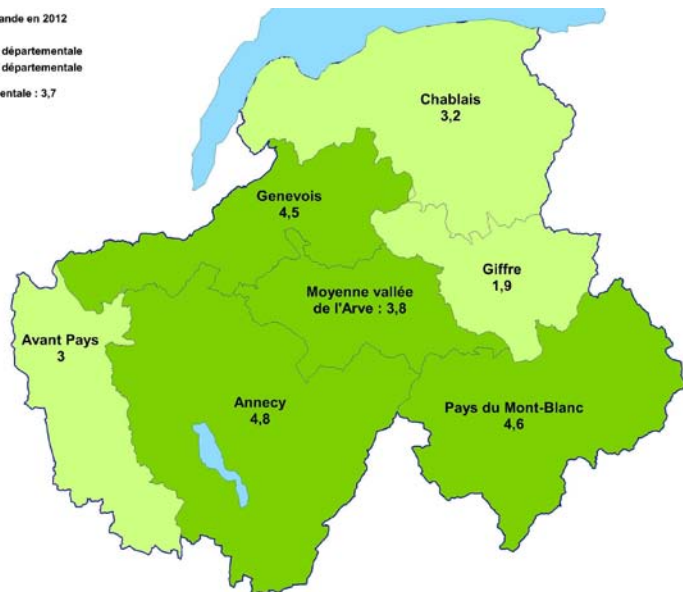 ande en 2012
départementale
départementale
entale : 3,7
Chablais
3,2
Genevois
4,5
Giffre
1,9
Moyenne vallée
de l'Arve : 3,8
Avant Pays
3
Annecy
4,8
Pays du Mont-Blanc
4,6